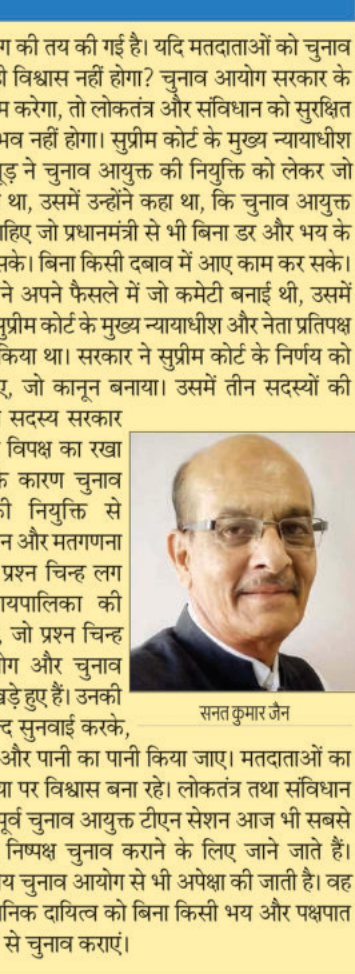 ग की तय की गई है। यदि मतदाताओं को चुनाव
विश्वास नहीं होगा? चुनाव आयोग सरकार के
म करेगा, तो लोकतंत्र और संविधान को सुरक्षित
भव नहीं होगा। सुप्रीम कोर्ट के मुख्य न्यायाधीश
ूड़ ने चुनाव आयुक्त की नियुक्ति को लेकर जो
था, उसमें उन्होंने कहा था, कि चुनाव आयुक्त
ाहिए जो प्रधानमंत्री से भी बिना डर और भय के
सके। बिना किसी दबाव में आए काम कर सके।
ने अपने फैसले में जो कमेटी बनाई थी, उसमें
सुप्रीम कोर्ट के मुख्य न्यायाधीश और नेता प्रतिपक्ष
किया था। सरकार ने सुप्रीम कोर्ट के निर्णय को
ए, जो कानून बनाया। उसमें तीन सदस्यों की
सदस्य सरकार
विपक्ष का रखा
के कारण चुनाव
की नियुक्ति से
न और मतगणना
प्रश्न चिन्ह लग
ायपालिका की
, जो प्रश्न चिन्ह
ोग और चुनाव
खड़े हुए हैं। उनकी
द सुनवाई करके,
सनत कुमार जैन
और पानी का पानी किया जाए। मतदाताओं का
या पर विश्वास बना रहे। लोकतंत्र तथा संविधान
पूर्व चुनाव आयुक्त टीएन सेशन आज भी सबसे
निष्पक्ष चुनाव कराने के लिए जाने जाते हैं।
य चुनाव आयोग से भी अपेक्षा की जाती है। वह
ानिक दायित्व को बिना किसी भय और पक्षपात
से चुनाव कराएं।